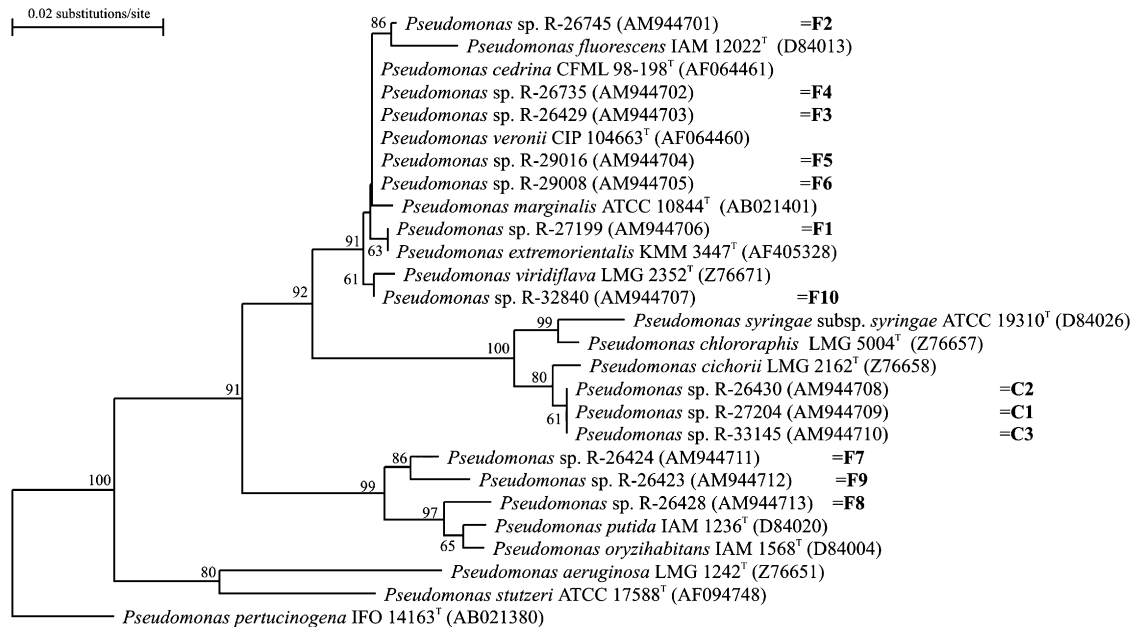 0.02 substitutions/site
86 Pseudomonas sp. R-26745 (AM944701) =F2
Pseudomonas fluorescens IAM 12022T (D84013)
Pseudomonas cedrina CFML 98-198T (AF064461)
Pseudomonas sp. R-26735 (AM944702) =F4
Pseudomonas sp. R-26429 (AM944703) =F3
Pseudomonas veronii CIP 104663T (AF064460)
Pseudomonas sp. R-29016 (AM944704) =F5
Pseudomonas sp. R-29008 (AM944705) =F6
Pseudomonas marginalis ATCC 10844T (AB021401)
Pseudomonas sp. R-27199 (AM944706) =F1
91 63 Pseudomonas extremorientalis KMM 3447T (AF405328)
61 Pseudomonas viridiflava LMG 2352T (Z76671)
92 Pseudomonas sp. R-32840 (AM944707) =F10
99 Pseudomonas syringae subsp. syringae ATCC 19310T (D84026)
100 Pseudomonas chlororaphis LMG 5004T (Z76657)
Pseudomonas cichorii LMG 2162T (Z76658)
91 80 Pseudomonas sp. R-26430 (AM944708) =C2
61 Pseudomonas sp. R-27204 (AM944709) =C1
Pseudomonas sp. R-33145 (AM944710) =C3
86 Pseudomonas sp. R-26424 (AM944711) =F7
100 99 Pseudomonas sp. R-26423 (AM944712) =F9
97 Pseudomonas sp. R-26428 (AM944713) =F8
Pseudomonas putida IAM 1236T (D84020)
65 Pseudomonas oryzihabitans IAM 1568T (D84004)
80 Pseudomonas aeruginosa LMG 1242T (Z76651)
Pseudomonas stutzeri ATCC 17588T (AF094748)
Pseudomonas pertucinogena IFO 14163T (AB021380)